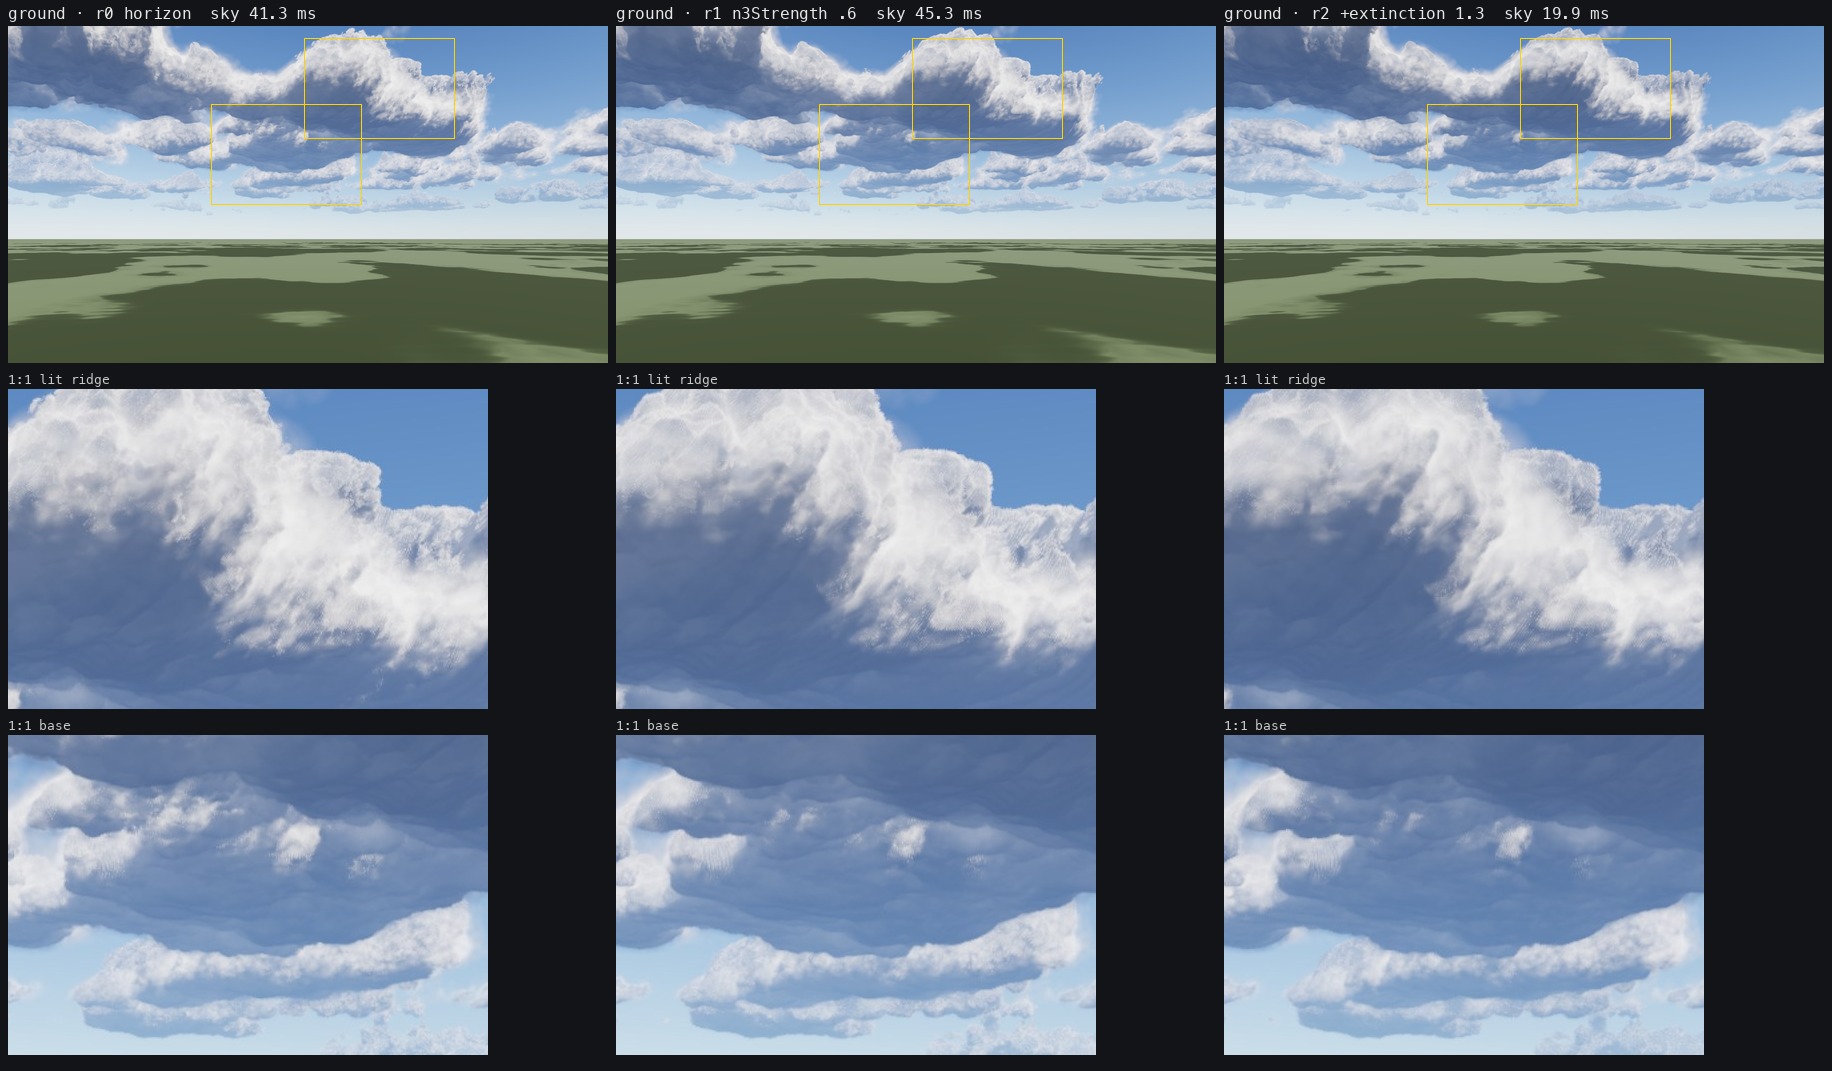 ground · r0 horizon  sky 41.3 ms
ground · r1 n3Strength .6  sky 45.3 ms
ground · r2 +extinction 1.3  sky 19.9 ms
1:1 lit ridge
1:1 lit ridge
1:1 lit ridge
1:1 base
1:1 base
1:1 base